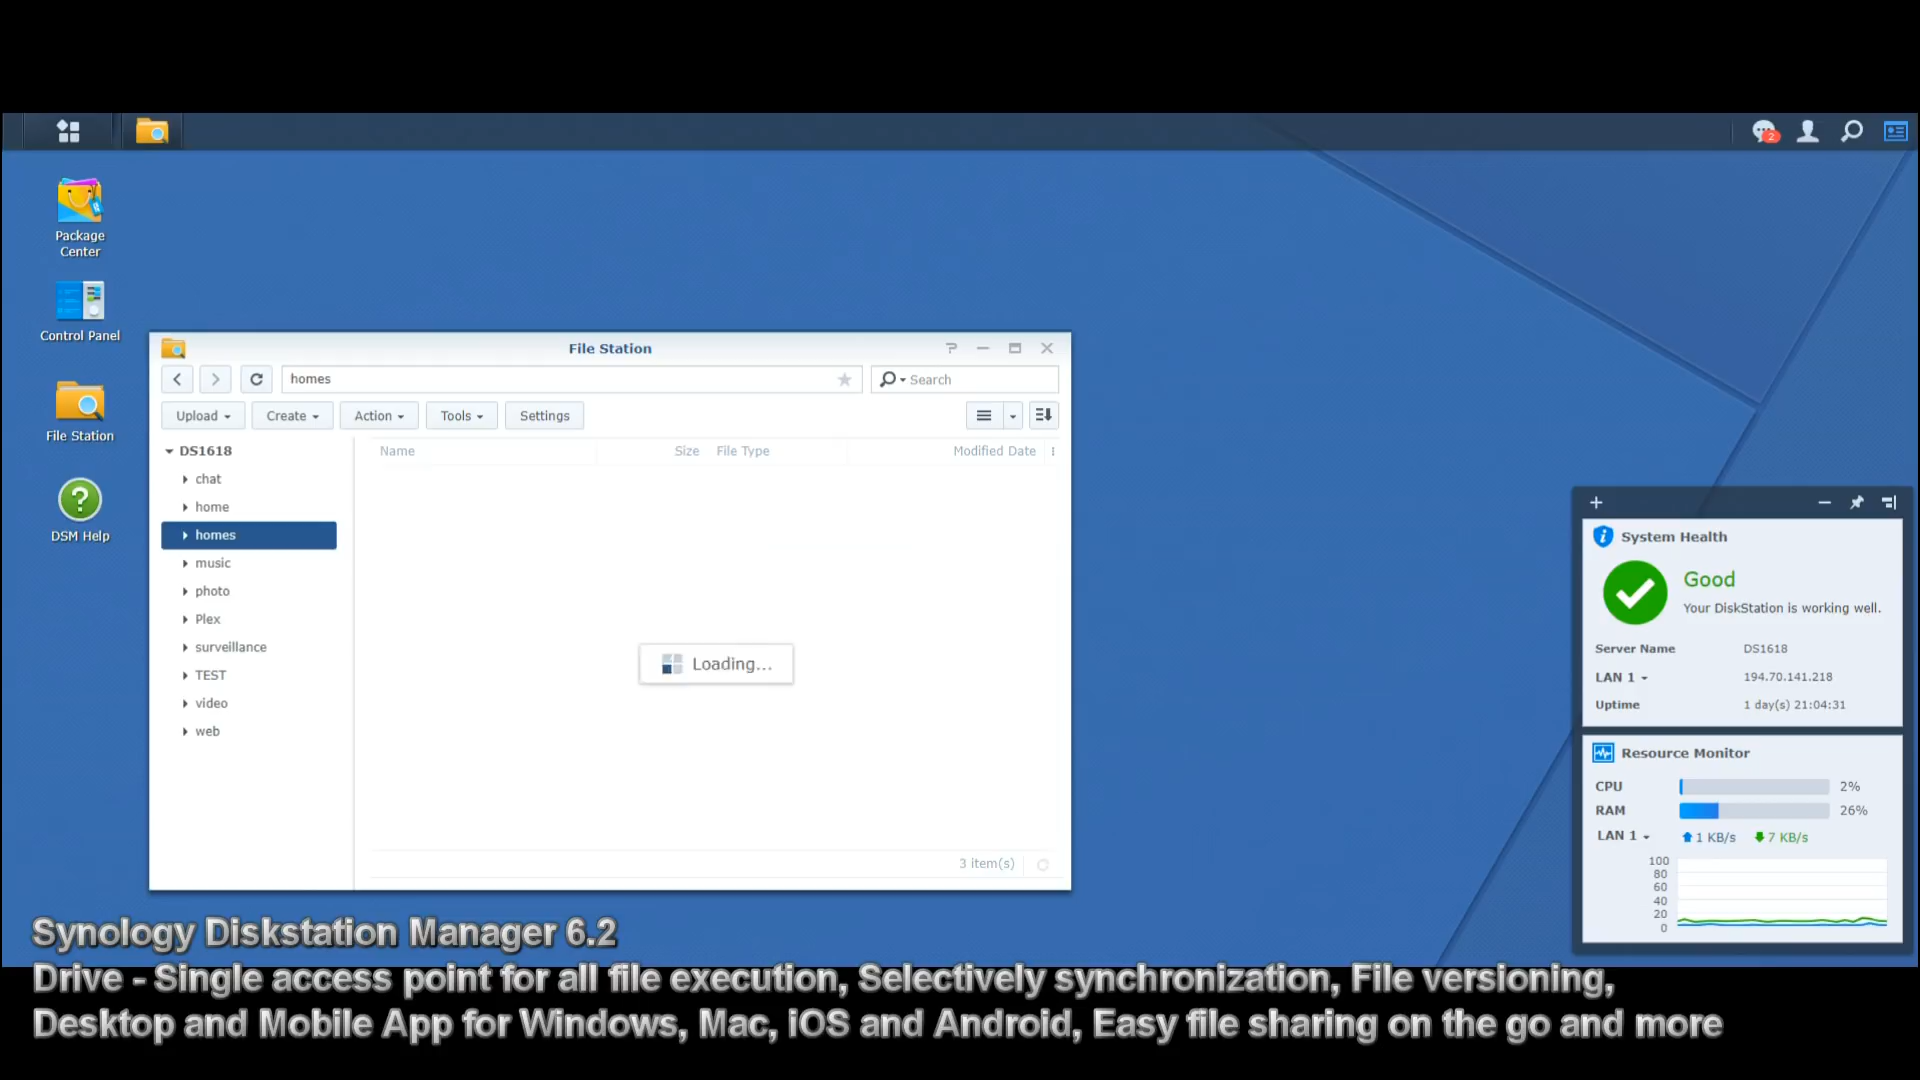 2
Package
Center
Control Panel
File Station
DSM Help
File Station
homes
Search
Upload
Create
Action
Tools
Settings
DS1618
chat
home
homes
music
photo
Plex
surveillance
TEST
video
web
Name
Size
File Type
Modified Date
Loading...
3 item(s)
System Health
Good
Your DiskStation is working well.
Server Name DS1618
LAN 1 194.70.141.218
Uptime 1 day(s) 21:04:31
Resource Monitor
CPU 2%
RAM 26%
LAN 1 1 KB/s 7 KB/s
100
80
60
40
20
0
Synology Diskstation Manager 6.2
Drive - Single access point for all file execution, Selectively synchronization, File versioning,
Desktop and Mobile App for Windows, Mac, iOS and Android, Easy file sharing on the go and more